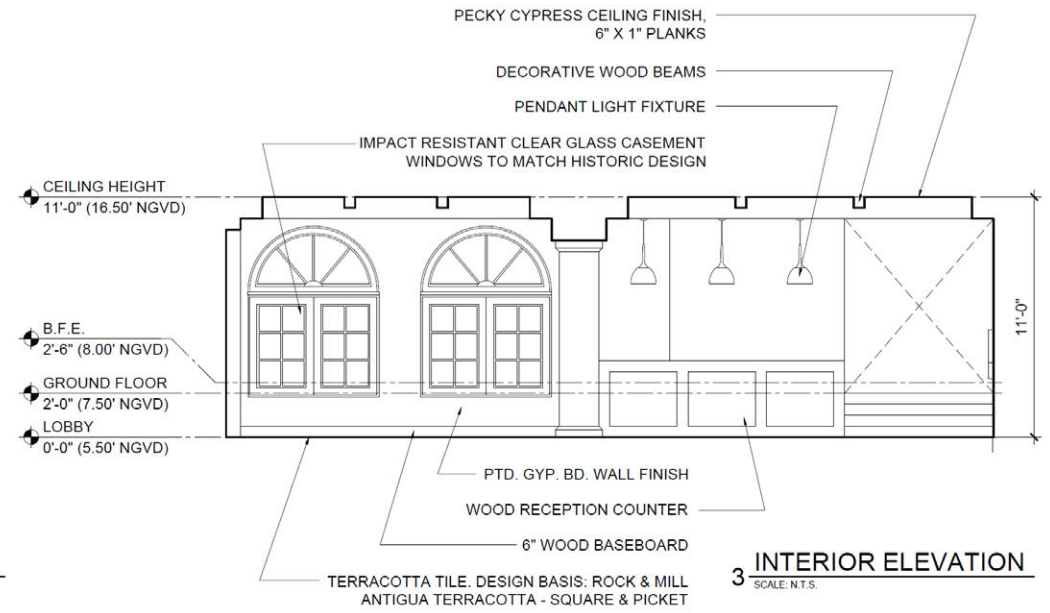 PECKY CYPRESS CEILING FINISH,
6" X 1" PLANKS
DECORATIVE WOOD BEAMS
PENDANT LIGHT FIXTURE
IMPACT RESISTANT CLEAR GLASS CASEMENT
WINDOWS TO MATCH HISTORIC DESIGN
CEILING HEIGHT
11'-0" (16.50' NGVD)
B.F.E.
2'-6" (8.00' NGVD)
GROUND FLOOR
2'-0" (7.50' NGVD)
LOBBY
0'-0" (5.50' NGVD)
11'-0"
PTD. GYP. BD. WALL FINISH
WOOD RECEPTION COUNTER
6" WOOD BASEBOARD
TERRACOTTA TILE. DESIGN BASIS: ROCK & MILL
ANTIGUA TERRACOTTA - SQUARE & PICKET
3 INTERIOR ELEVATION
SCALE: N.T.S.